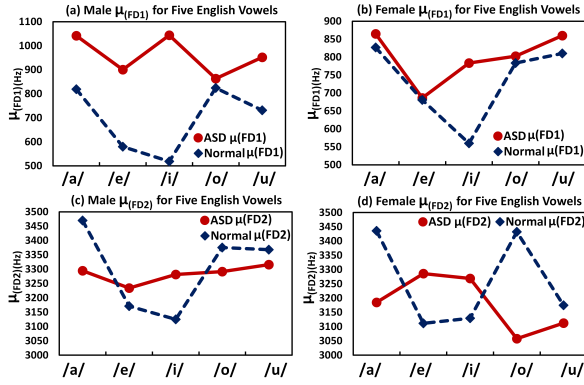 (a) Male μ(FD1) for Five English Vowels
μ(FD1)(Hz)
1100
1000
900
800
700
600
500
ASD μ(FD1)
Normal μ(FD1)
/a/ /e/ /i/ /o/ /u/
(b) Female μ(FD1) for Five English Vowels
μ(FD1)(Hz)
900
850
800
750
700
650
600
550
500
ASD μ(FD1)
Normal μ(FD1)
/a/ /e/ /i/ /o/ /u/
(c) Male μ(FD2) for Five English Vowels
μ(FD2)(Hz)
3500
3450
3400
3350
3300
3250
3200
3150
3100
3050
3000
ASD μ(FD2)
Normal μ(FD2)
/a/ /e/ /i/ /o/ /u/
(d) Female μ(FD2) for Five English Vowels
μ(FD2)(Hz)
3500
3450
3400
3350
3300
3250
3200
3150
3100
3050
3000
ASD μ(FD2) Normal μ(FD2)
/a/ /e/ /i/ /o/ /u/